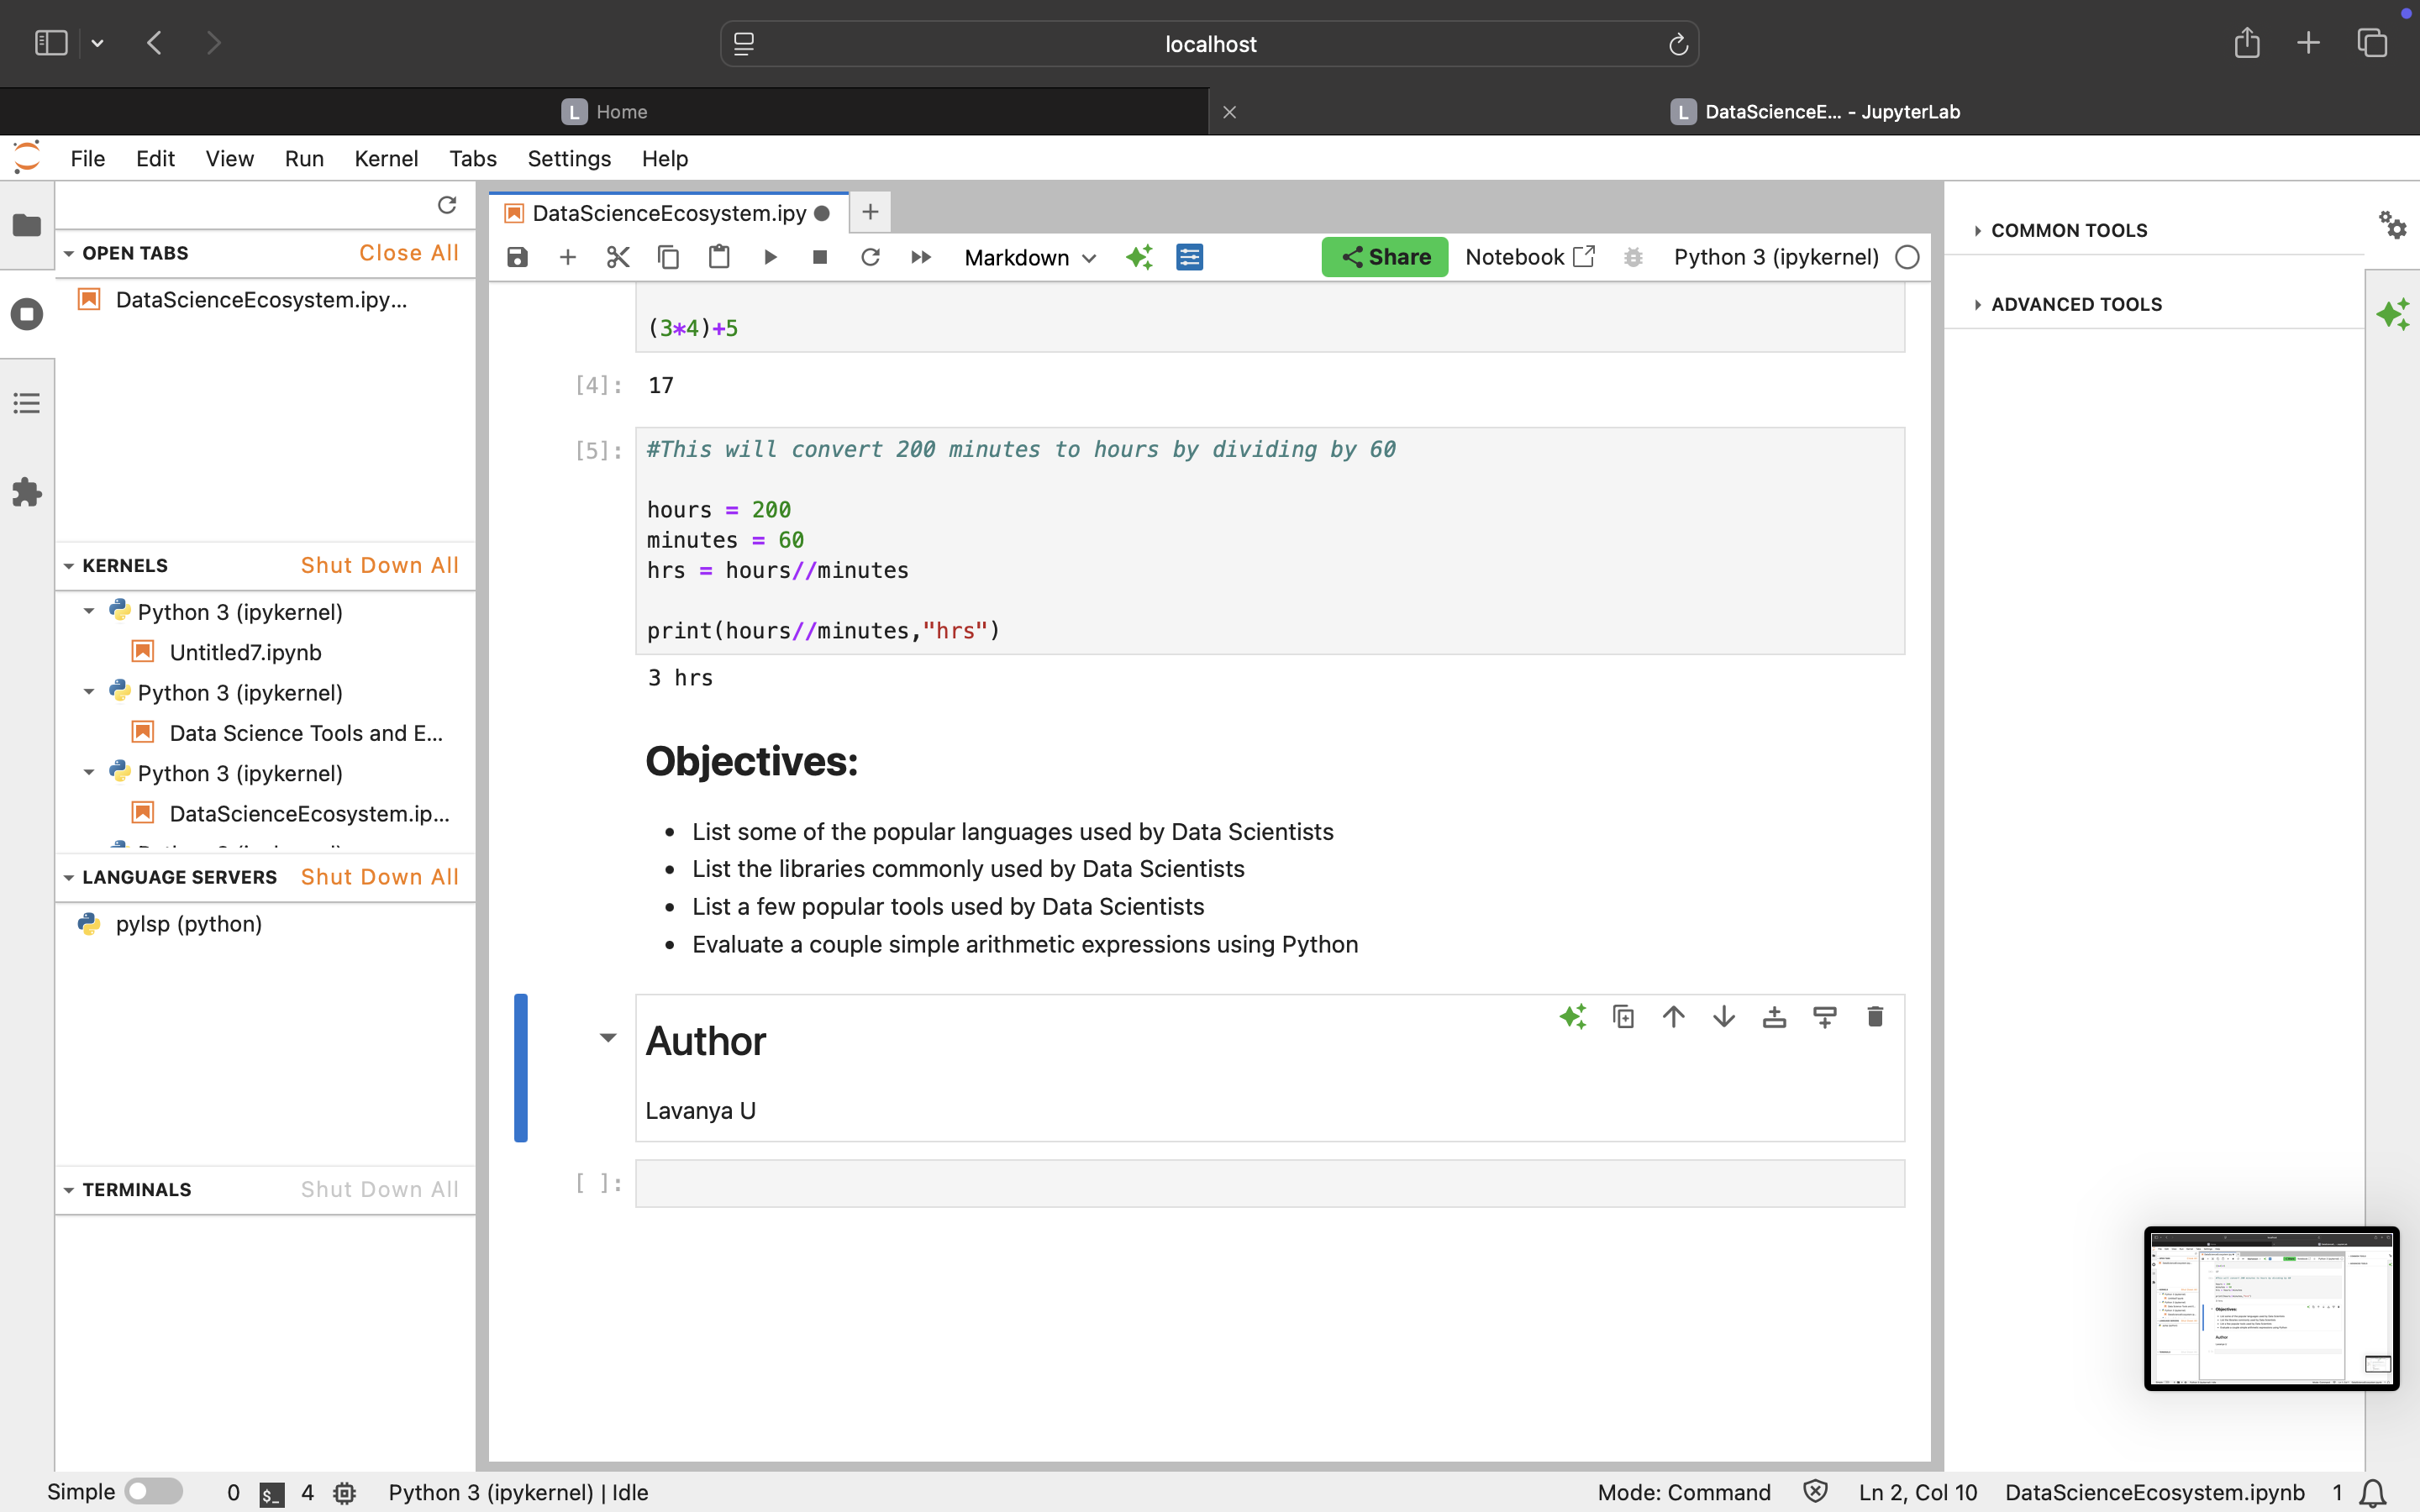 localhost
L Home
L DataScienceE... - JupyterLab
File Edit View Run Kernel Tabs Settings Help
OPEN TABS Close All
DataScienceEcosystem.ipy...
KERNELS Shut Down All
Python 3 (ipykernel)
Untitled7.ipynb
Python 3 (ipykernel)
Data Science Tools and E...
Python 3 (ipykernel)
DataScienceEcosystem.ip...
LANGUAGE SERVERS Shut Down All
pylsp (python)
TERMINALS Shut Down All
DataScienceEcosystem.ipy
Markdown Share Notebook Python 3 (ipykernel)
(3*4)+5
[4]: 17
[5]: #This will convert 200 minutes to hours by dividing by 60
hours = 200
minutes = 60
hrs = hours//minutes
print(hours//minutes,"hrs")
3 hrs
Objectives:
• List some of the popular languages used by Data Scientists
• List the libraries commonly used by Data Scientists
• List a few popular tools used by Data Scientists
• Evaluate a couple simple arithmetic expressions using Python
Author
Lavanya U
[ ]:
COMMON TOOLS
ADVANCED TOOLS
Simple 0 $_ 4 Python 3 (ipykernel) | Idle
Mode: Command Ln 2, Col 10 DataScienceEcosystem.ipynb 1